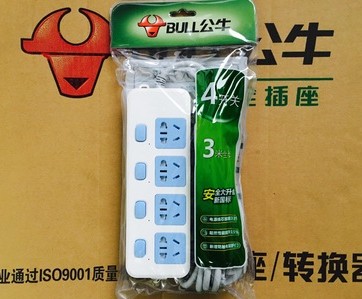 BULL公牛
公牛
插座
4开关
3米线
安全大升级
新国标
业通过ISO9001质量
座/转换器